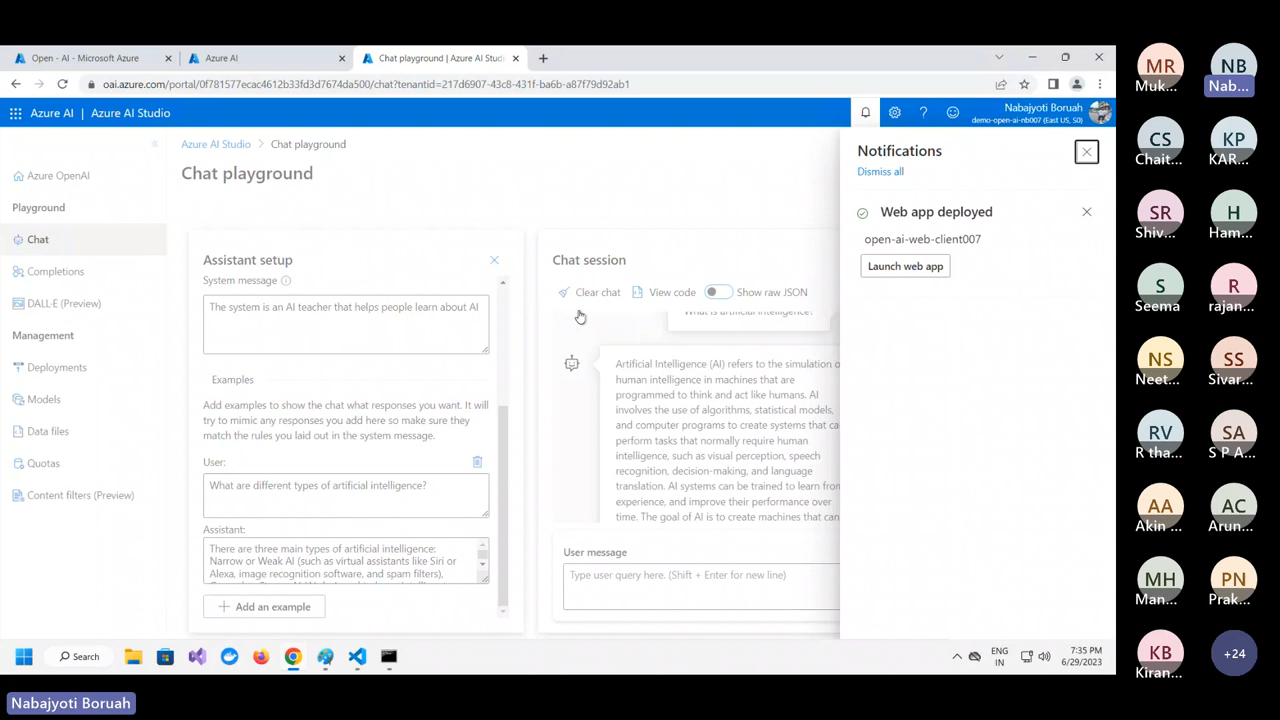 Open - AI - Microsoft Azure
Azure AI
Chat playground | Azure AI Studi
oai.azure.com/portal/0f781577ecac4612b33fd3d7674da500/chat?tenantid=217d6907-43c8-431f-ba6b-a87f79d92ab1
Azure AI | Azure AI Studio
Nabajyoti Boruah
demo-open-ai-nb007 (East US, S0)
Azure OpenAI
Playground
Chat
Completions
DALL-E (Preview)
Management
Deployments
Models
Data files
Quotas
Content filters (Preview)
Azure AI Studio > Chat playground
Chat playground
Assistant setup
System message
The system is an AI teacher that helps people learn about AI
Examples
Add examples to show the chat what responses you want. It will
try to mimic any responses you add here so make sure they
match the rules you laid out in the system message.
User:
What are different types of artificial intelligence?
Assistant:
There are three main types of artificial intelligence:
Narrow or Weak AI (such as virtual assistants like Siri or
Alexa, image recognition software, and spam filters),
Add an example
Chat session
Clear chat
View code
Show raw JSON
What is artificial intelligence?
Artificial Intelligence (AI) refers to the simulation o
human intelligence in machines that are
programmed to think and act like humans. AI
involves the use of algorithms, statistical models,
and computer programs to create systems that ca
perform tasks that normally require human
intelligence, such as visual perception, speech
recognition, decision-making, and language
translation. AI systems can be trained to learn from
experience, and improve their performance over
time. The goal of AI is to create machines that can
User message
Type user query here. (Shift + Enter for new line)
Notifications
Dismiss all
Web app deployed
open-ai-web-client007
Launch web app
Search
ENG
IN
7:35 PM
6/29/2023
MR
Muk...
NB
Nab...
CS
Chait...
KP
KAR...
SR
Shiv...
H
Ham...
S
Seema
r
rajan...
NS
Neet...
SS
Sivar...
RV
R tha...
SA
S P A...
AA
Akin ...
AC
Arun...
MH
Man...
PN
Prak...
KB
Kiran...
+24
Nabajyoti Boruah